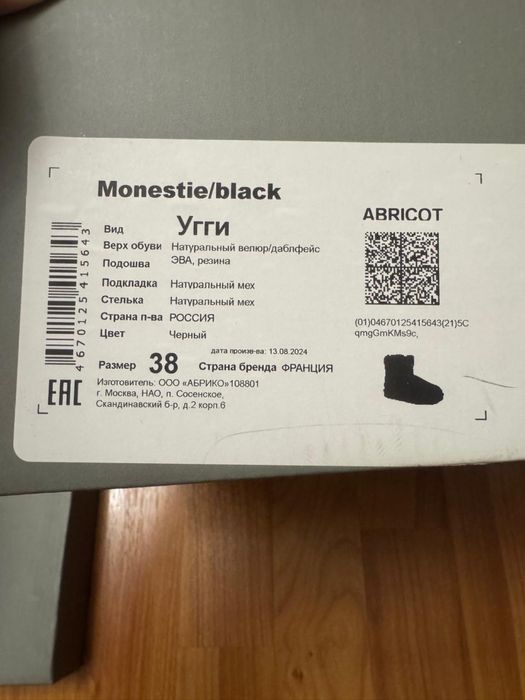 Monestie/black
Вид Угги
Верх обуви Натуральный велюр/даблфейс
Подошва ЭВА, резина
Подкладка Натуральный мех
Стелька Натуральный мех
Страна п-ва РОССИЯ
Цвет Черный
дата произв-ва: 13.08.2024
Размер 38 Страна бренда ФРАНЦИЯ
Изготовитель: ООО «АБРИКО»108801
г. Москва, НАО, п. Сосенское,
Скандинавский б-р, д.2 корп.6
4670125415643
EAC
ABRICOT
(01)04670125415643(21)5C
qmgGmKMs9c,